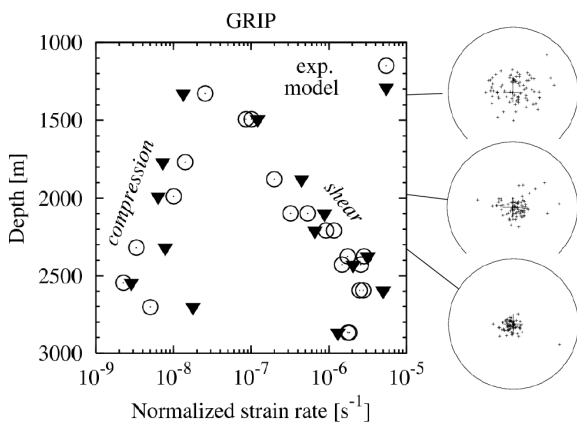 GRIP
1000
1500
2000
2500
3000
Depth [m]
exp.
model
compression
shear
10^-9
10^-8
10^-7
10^-6
10^-5
Normalized strain rate [s^-1]